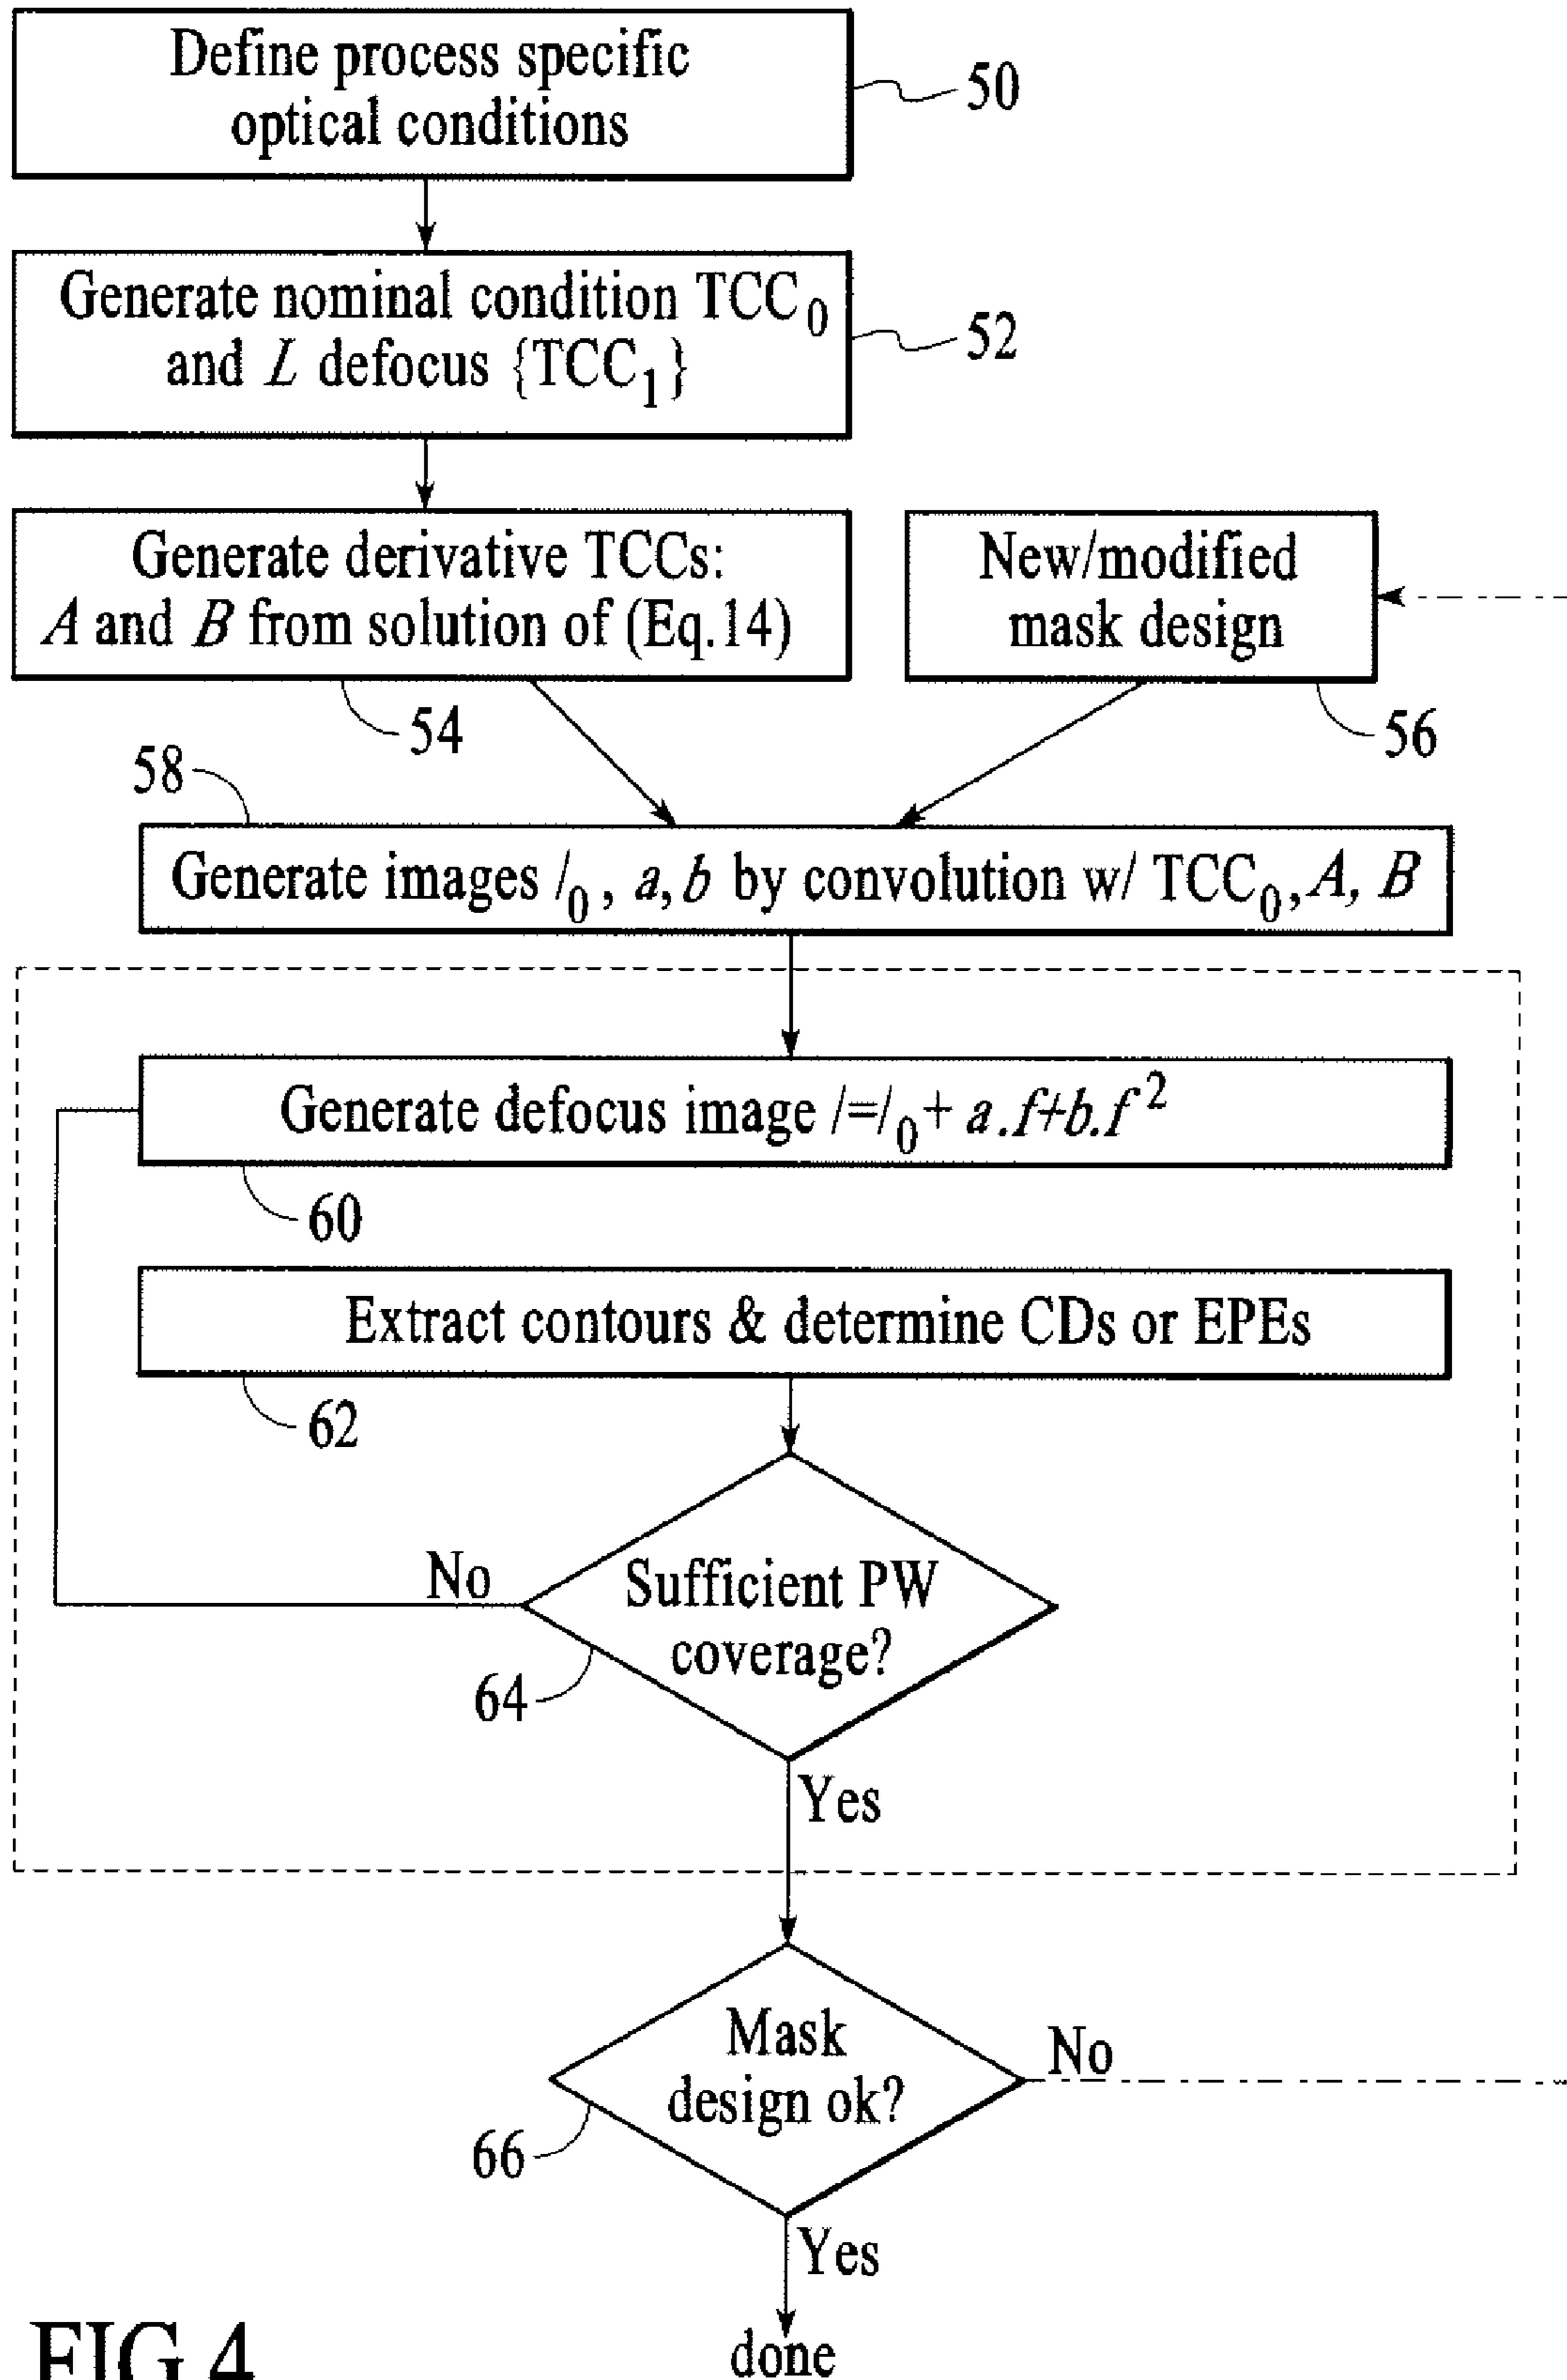 Define process specific
optical conditions
50
Generate nominal condition TCC₀
and L defocus {TCC₁}
52
Generate derivative TCCs:
A and B from solution of (Eq.14)
54
New/modified
mask design
56
58
Generate images I₀, a, b by convolution w/ TCC₀, A, B
Generate defocus image I=I₀+ a.f+b.f²
60
Extract contours & determine CDs or EPEs
62
Sufficient PW
coverage?
No
64
Yes
Mask
design ok?
No
66
Yes
done
FIG.4